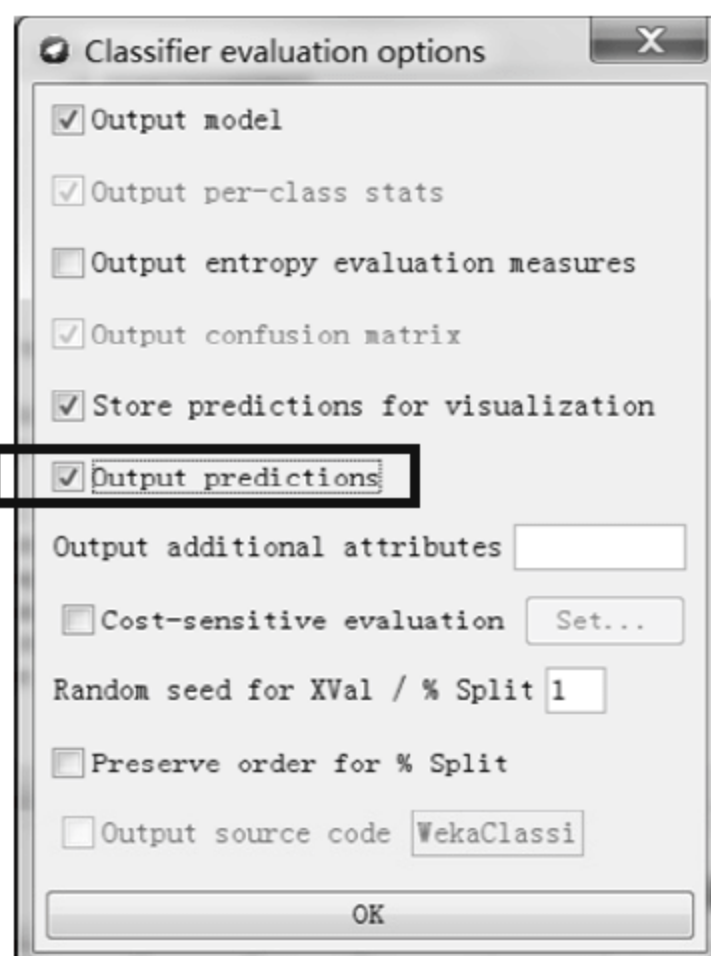 Classifier evaluation options
Output model
Output per-class stats
Output entropy evaluation measures
Output confusion matrix
Store predictions for visualization
Output predictions
Output additional attributes
Cost-sensitive evaluation Set...
Random seed for XVal / % Split 1
Preserve order for % Split
Output source code WekaClassi
OK